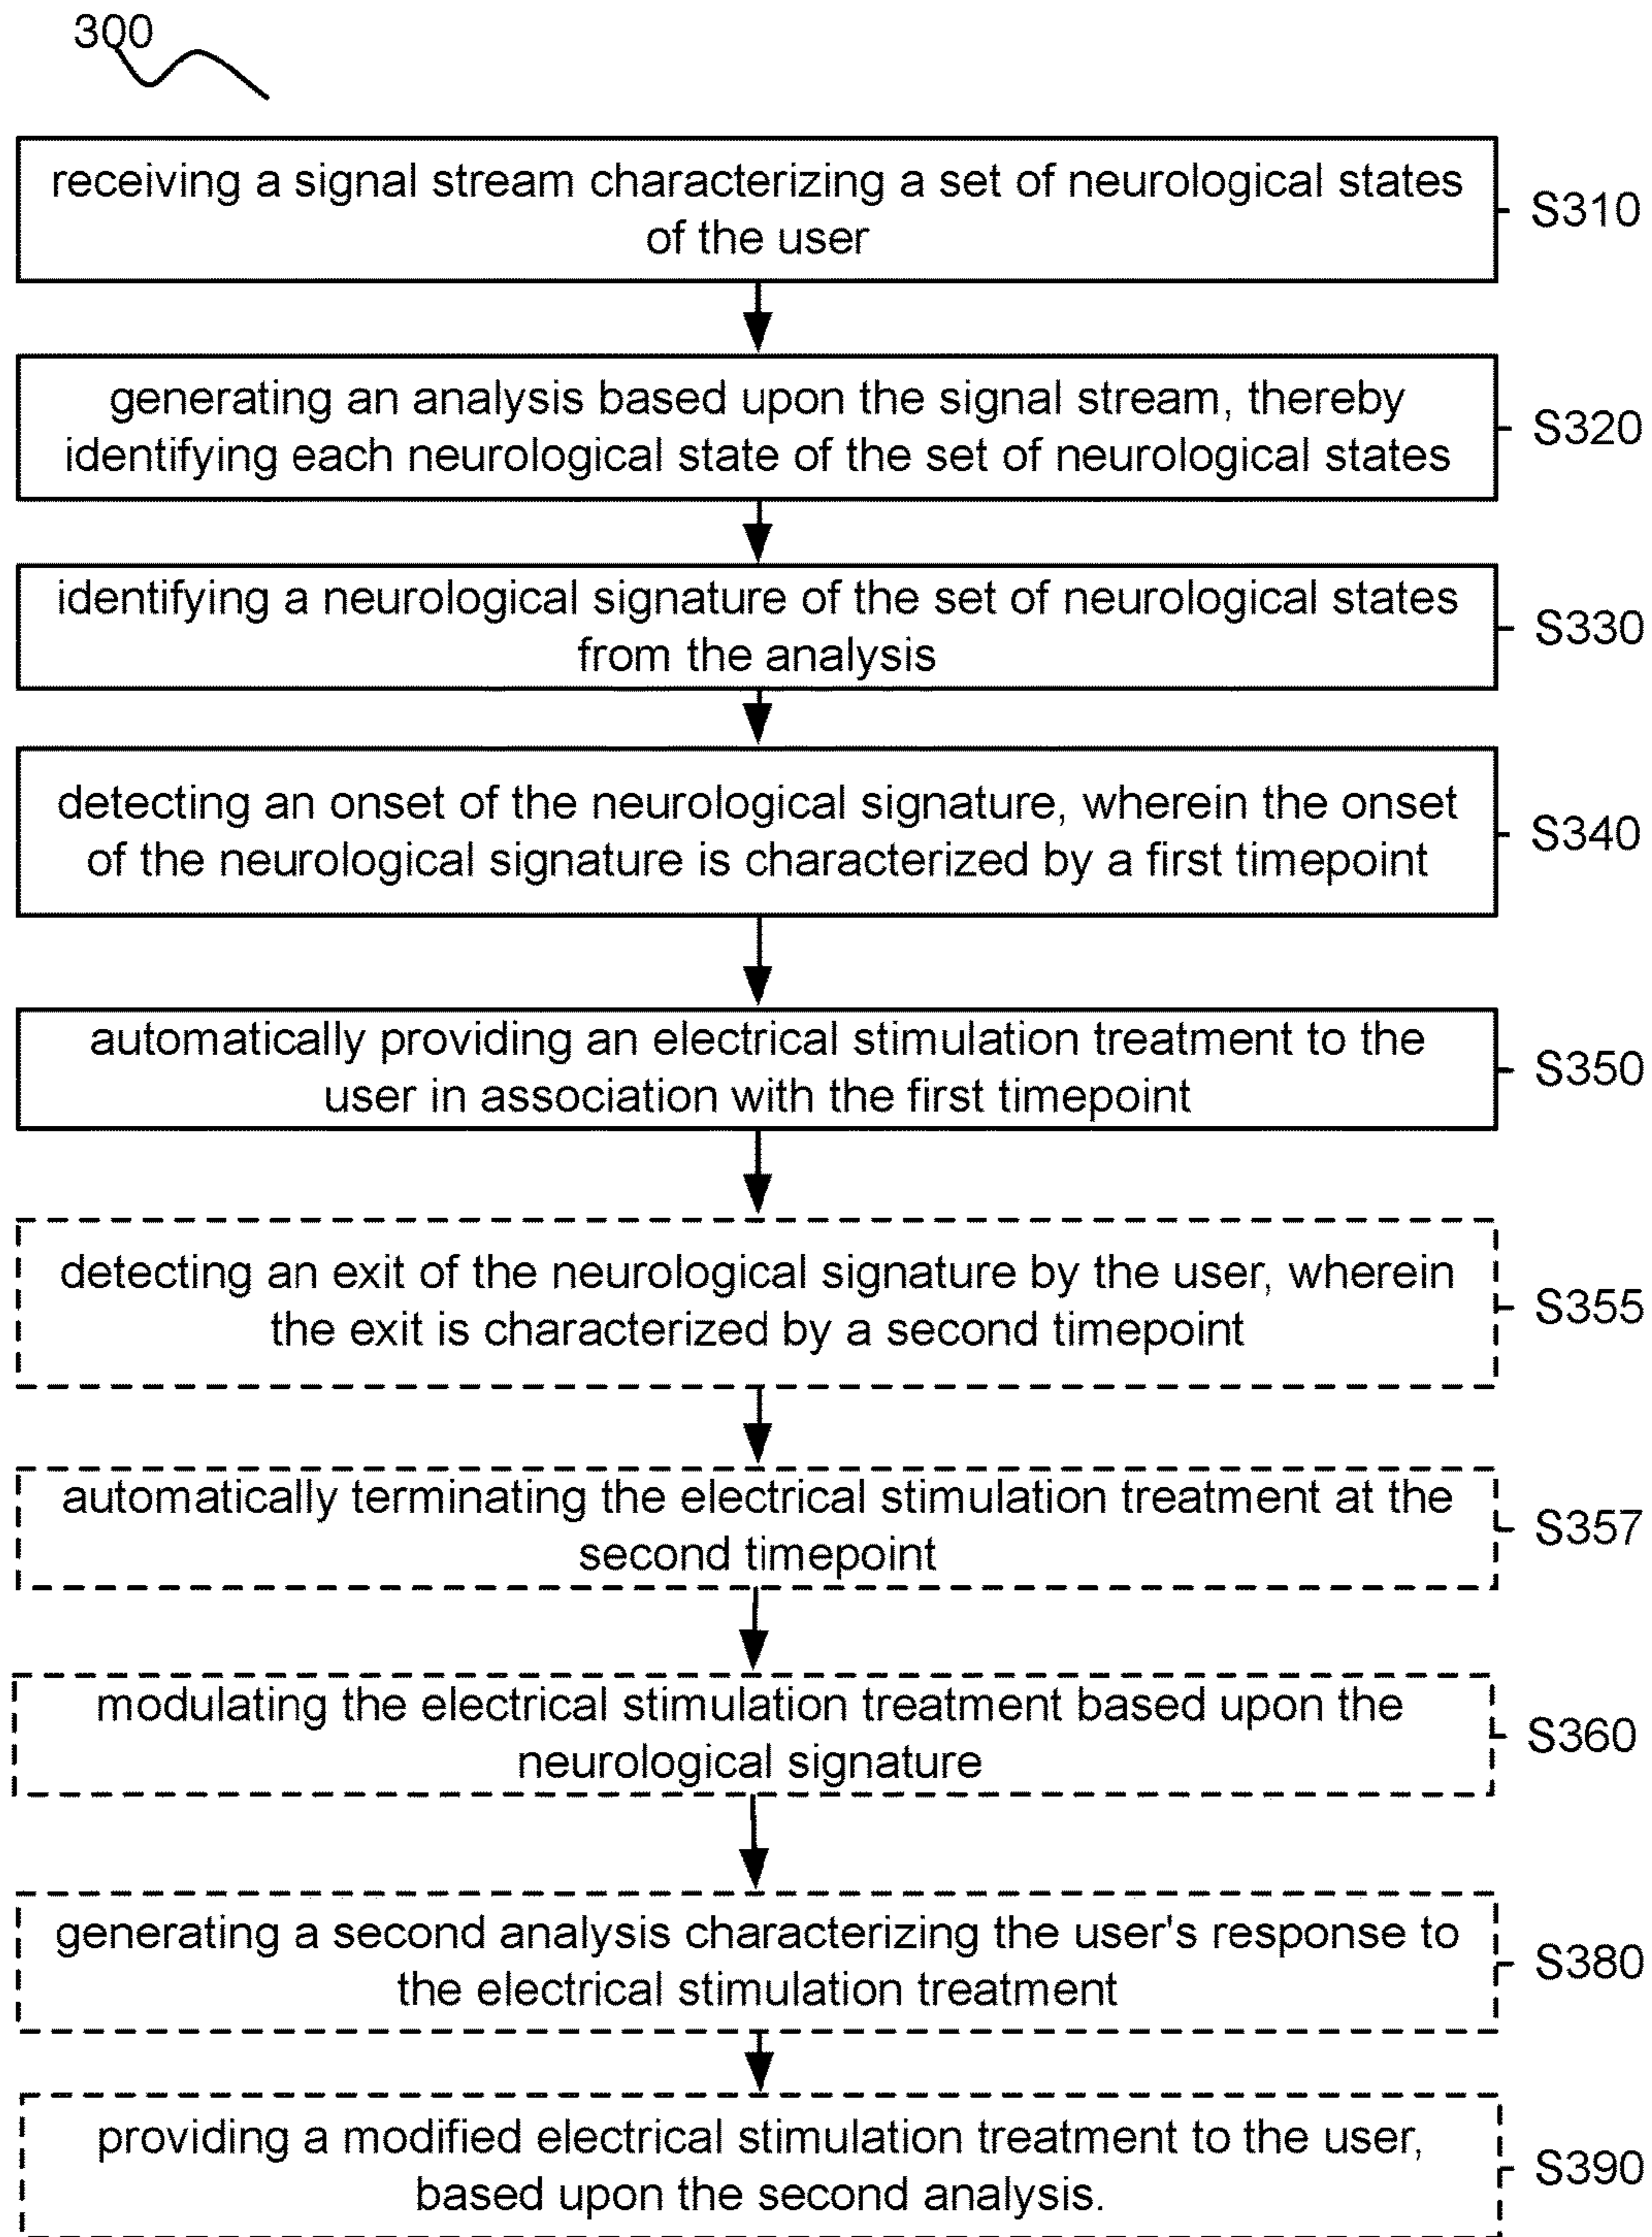 300
receiving a signal stream characterizing a set of neurological states
of the user
S310
generating an analysis based upon the signal stream, thereby
identifying each neurological state of the set of neurological states
S320
identifying a neurological signature of the set of neurological states
from the analysis
S330
detecting an onset of the neurological signature, wherein the onset
of the neurological signature is characterized by a first timepoint
S340
automatically providing an electrical stimulation treatment to the
user in association with the first timepoint
S350
detecting an exit of the neurological signature by the user, wherein
the exit is characterized by a second timepoint
S355
automatically terminating the electrical stimulation treatment at the
second timepoint
S357
modulating the electrical stimulation treatment based upon the
neurological signature
S360
generating a second analysis characterizing the user's response to
the electrical stimulation treatment
S380
providing a modified electrical stimulation treatment to the user,
based upon the second analysis.
S390